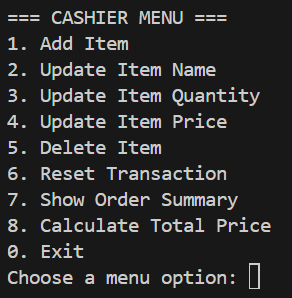 === CASHIER MENU ===
1. Add Item
2. Update Item Name
3. Update Item Quantity
4. Update Item Price
5. Delete Item
6. Reset Transaction
7. Show Order Summary
8. Calculate Total Price
0. Exit
Choose a menu option: